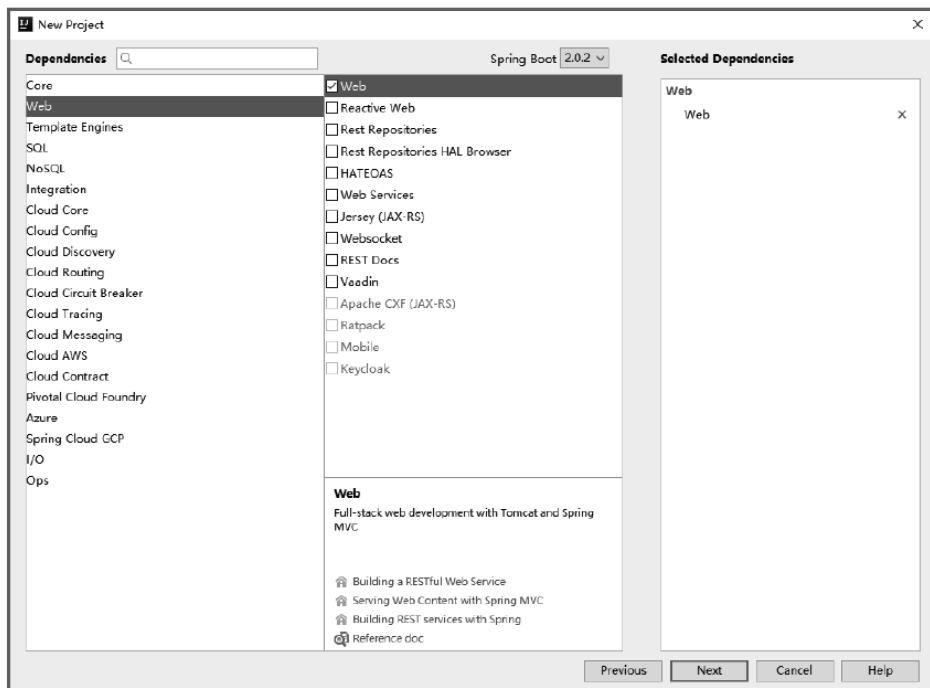 New Project
Dependencies
Spring Boot 2.0.2
Selected Dependencies
Core
Web
Template Engines
SQL
NoSQL
Integration
Cloud Core
Cloud Config
Cloud Discovery
Cloud Routing
Cloud Circuit Breaker
Cloud Tracing
Cloud Messaging
Cloud AWS
Cloud Contract
Pivotal Cloud Foundry
Azure
Spring Cloud GCP
I/O
Ops
Web
Reactive Web
Rest Repositories
Rest Repositories HAL Browser
HATEOAS
Web Services
Jersey (JAX-RS)
Websocket
REST Docs
Vaadin
Apache CXF (JAX-RS)
Ratpack
Mobile
Keycloak
Web
Full-stack web development with Tomcat and Spring
MVC
Building a RESTful Web Service
Serving Web Content with Spring MVC
Building REST services with Spring
Reference doc
Web
Web
Previous
Next
Cancel
Help